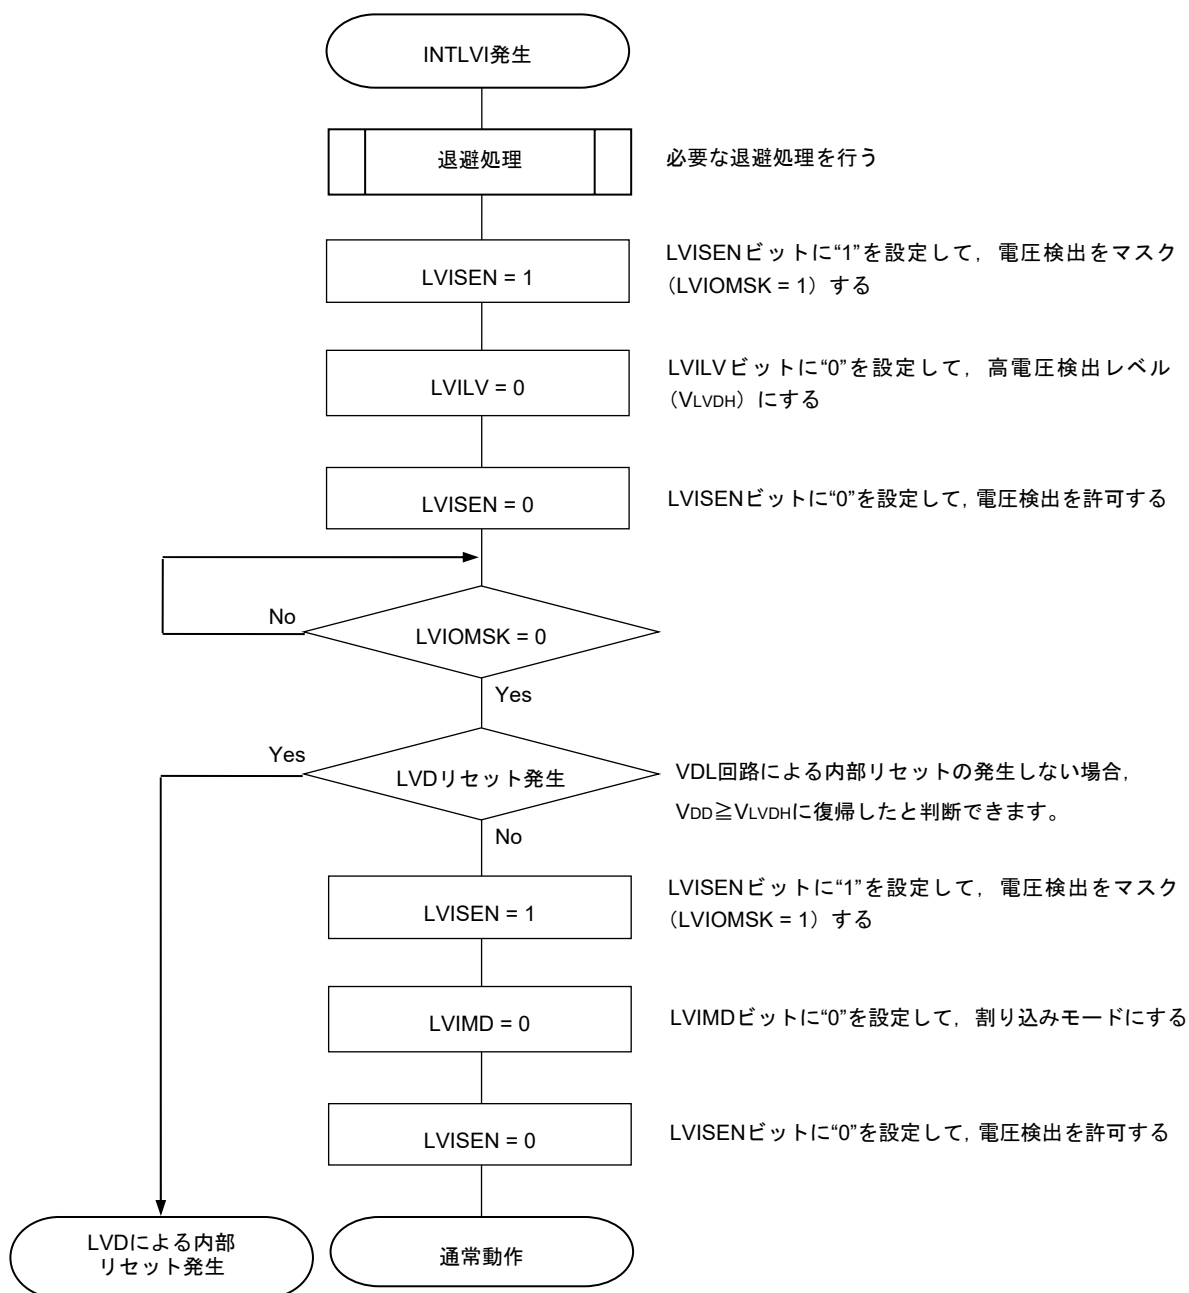 INTLVI発生
退避処理
必要な退避処理を行う
LVISEN = 1
LVISENビットに“1”を設定して，電圧検出をマスク
（LVIOMSK = 1）する
LVILV = 0
LVILVビットに“0”を設定して，高電圧検出レベル
（VLVDH）にする
LVISEN = 0
LVISENビットに“0”を設定して，電圧検出を許可する
No
LVIOMSK = 0
Yes
Yes
LVDリセット発生
VDL回路による内部リセットの発生しない場合，
VDD≧VLVDHに復帰したと判断できます。
No
LVISEN = 1
LVISENビットに“1”を設定して，電圧検出をマスク
（LVIOMSK = 1）する
LVIMD = 0
LVIMDビットに“0”を設定して，割り込みモードにする
LVISEN = 0
LVISENビットに“0”を設定して，電圧検出を許可する
LVDによる内部
リセット発生
通常動作